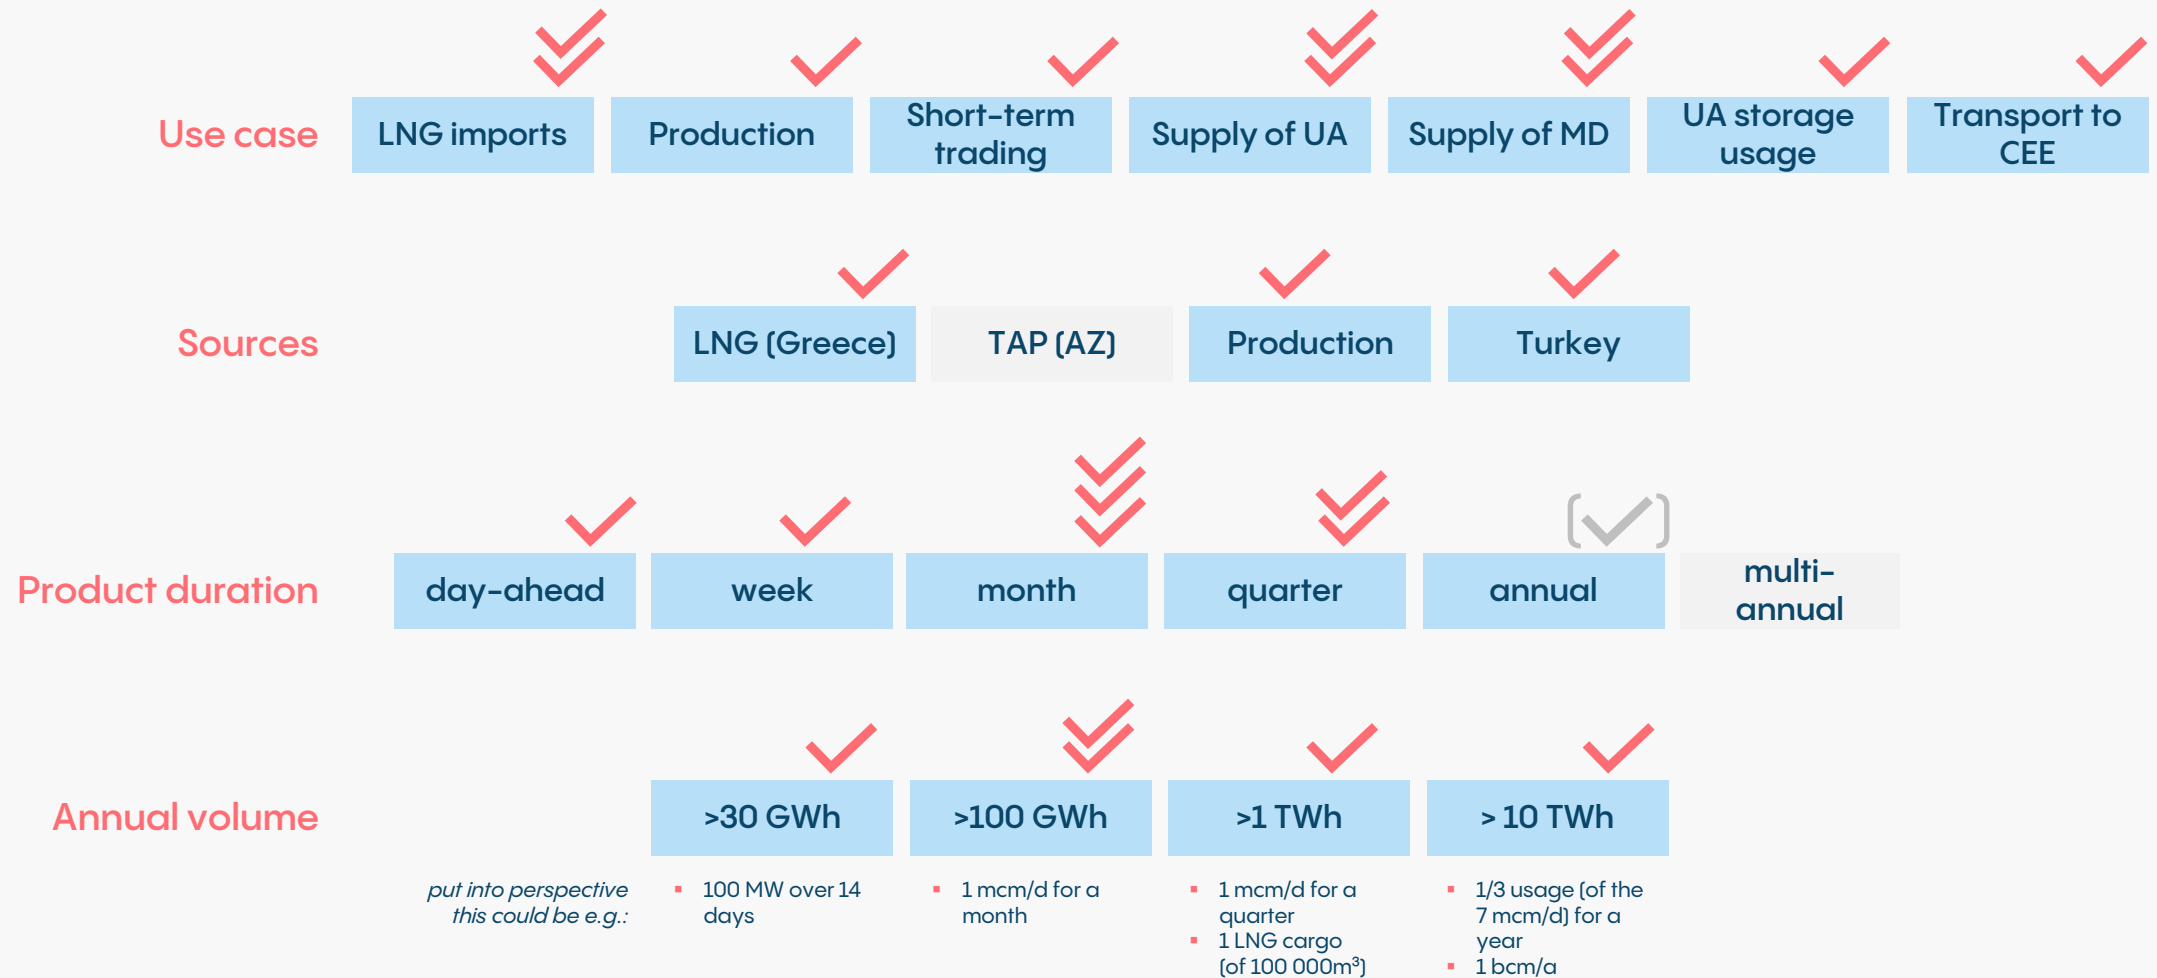 Use case
LNG imports
Production
Short-term
trading
Supply of UA
Supply of MD
UA storage
usage
Transport to
CEE
Sources
LNG (Greece)
TAP (AZ)
Production
Turkey
Product duration
day-ahead
week
month
quarter
annual
multi-
annual
Annual volume
>30 GWh
>100 GWh
>1 TWh
> 10 TWh
put into perspective
this could be e.g.:
▪ 100 MW over 14
days
▪ 1 mcm/d for a
month
▪ 1 mcm/d for a
quarter
▪ 1 LNG cargo
(of 100 000m³)
▪ 1/3 usage (of the
7 mcm/d) for a
year
▪ 1 bcm/a